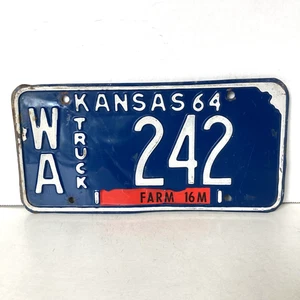 KANSAS 64
WA
TRUCK
242
FARM 16M